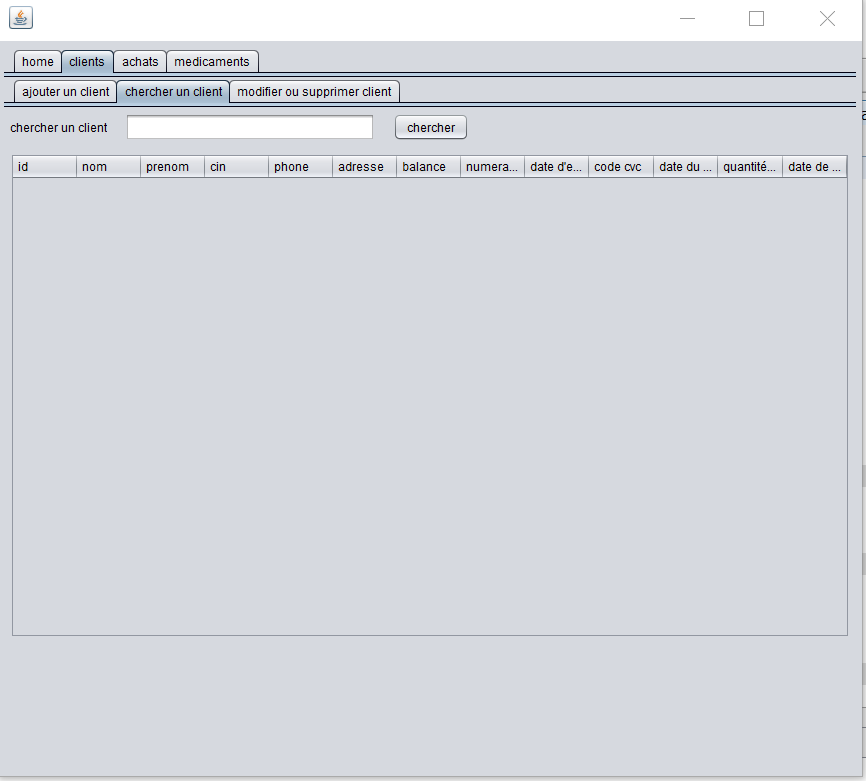 home clients achats medicaments
ajouter un client chercher un client modifier ou supprimer client
chercher un client chercher
id nom prenom cin phone adresse balance numera... date d'e... code cvc date du ... quantité... date de ...